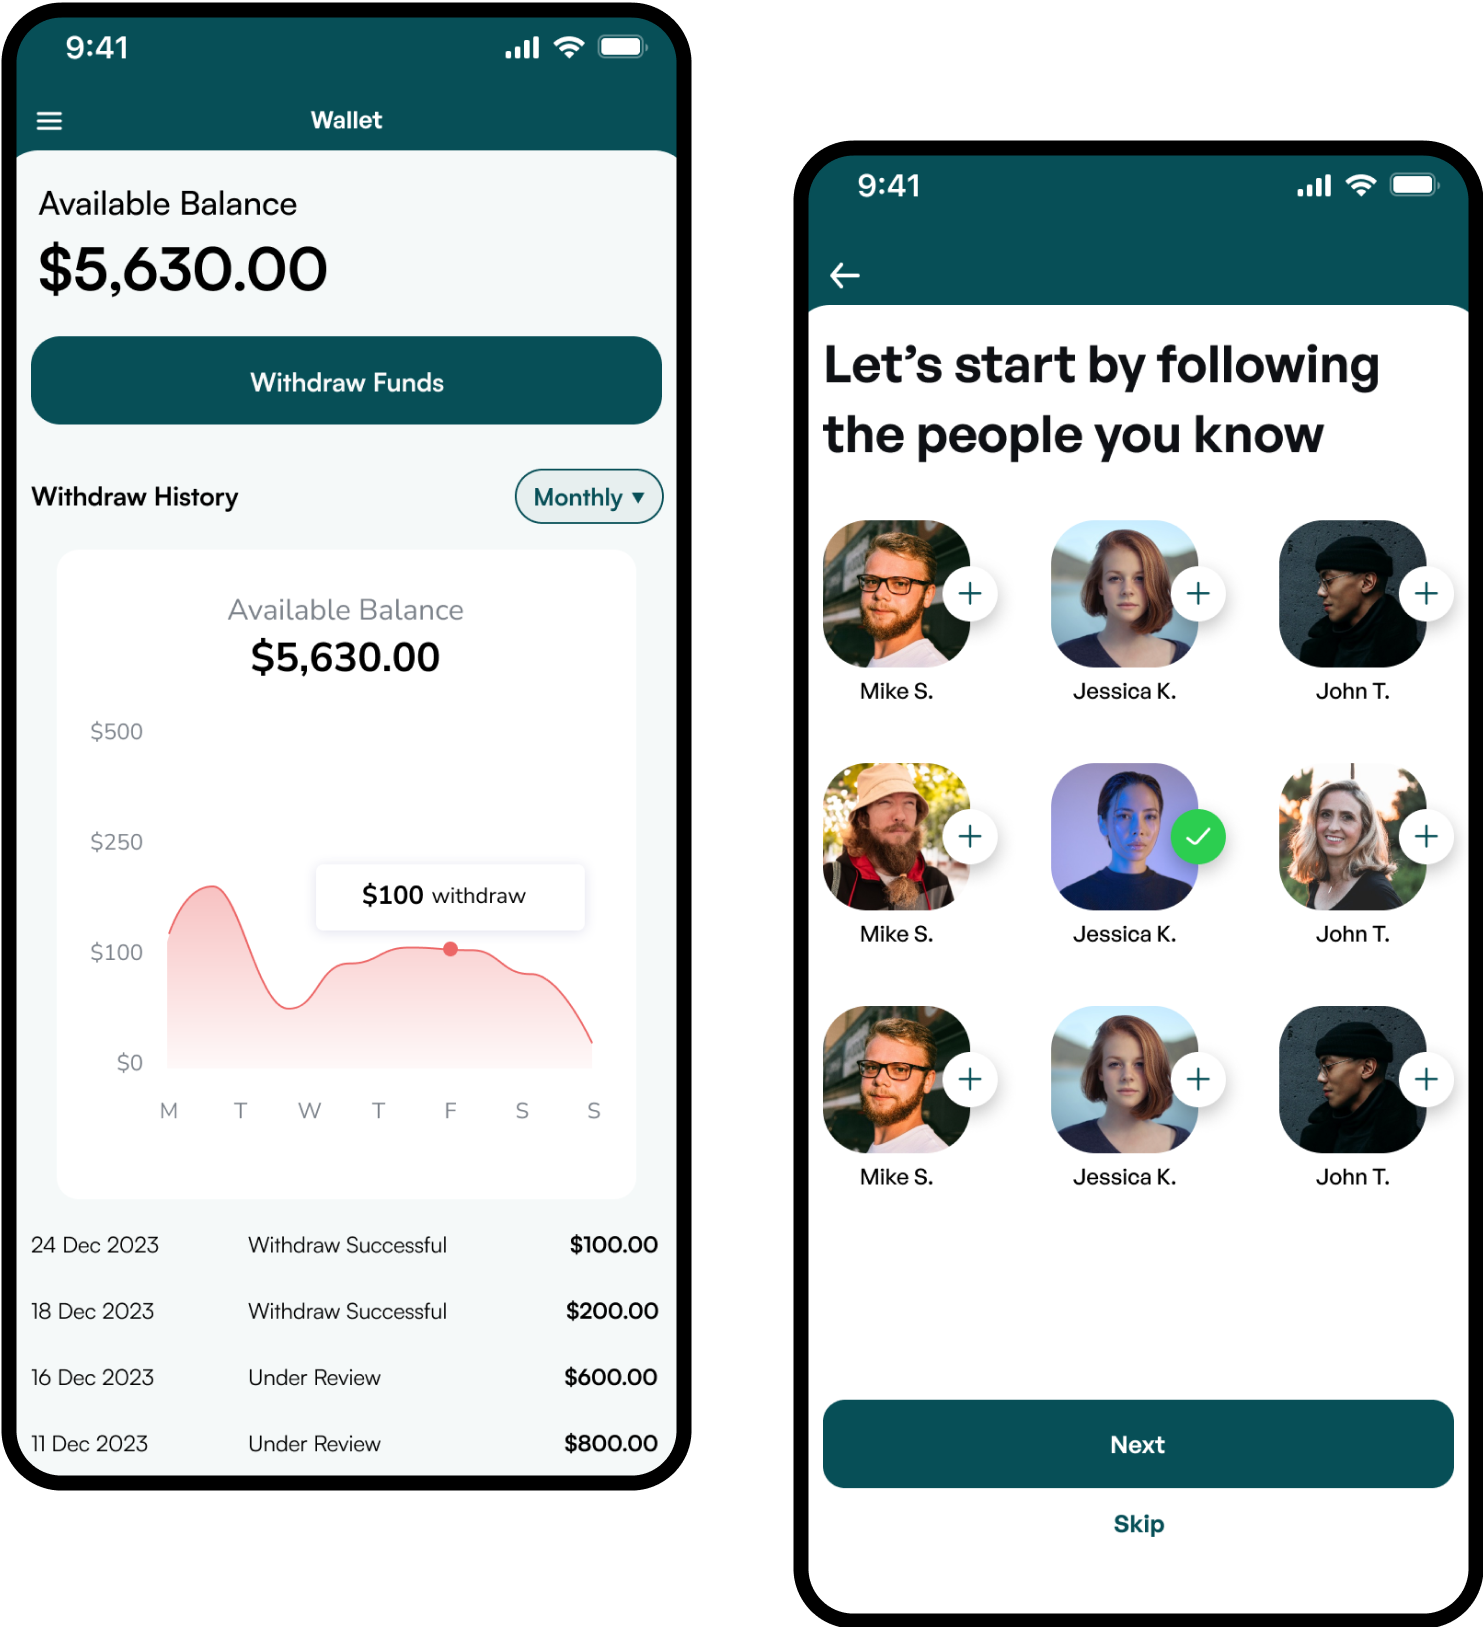 9:41
Wallet
Available Balance
$5,630.00
Withdraw Funds
Withdraw History
Monthly ▼
Available Balance
$5,630.00
$500
$250
$100 withdraw
$100
$0
M T W T F S S
24 Dec 2023 Withdraw Successful $100.00
18 Dec 2023 Withdraw Successful $200.00
16 Dec 2023 Under Review $600.00
11 Dec 2023 Under Review $800.00
9:41
Let’s start by following
the people you know
Mike S. Jessica K. John T.
Mike S. Jessica K. John T.
Mike S. Jessica K. John T.
Next
Skip